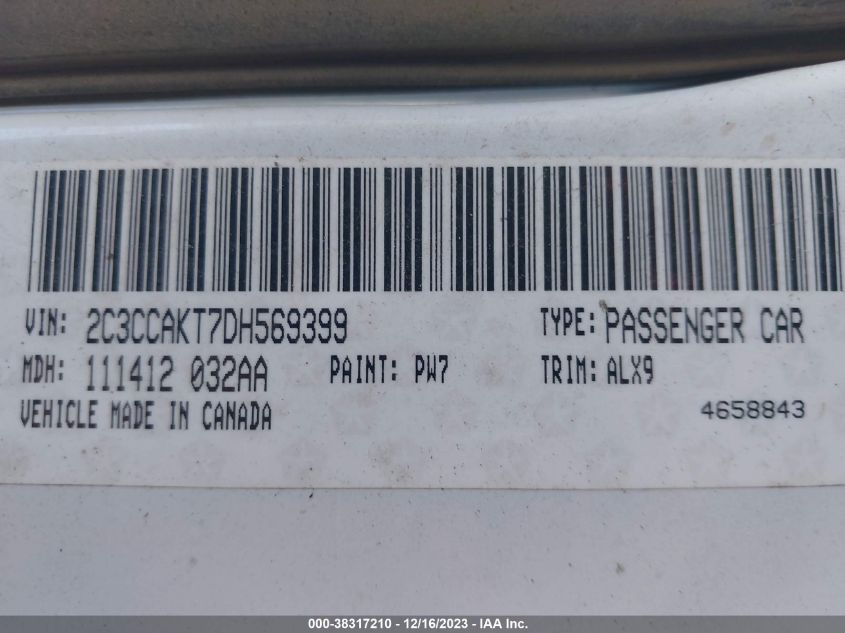 VIN: 2C3CCAKT7DH569399 TYPE: PASSENGER CAR
MDH: 111412 032AA PAINT: PW7 TRIM: ALX9
VEHICLE MADE IN CANADA 4658843
000-38317210 - 12/16/2023 - IAA Inc.